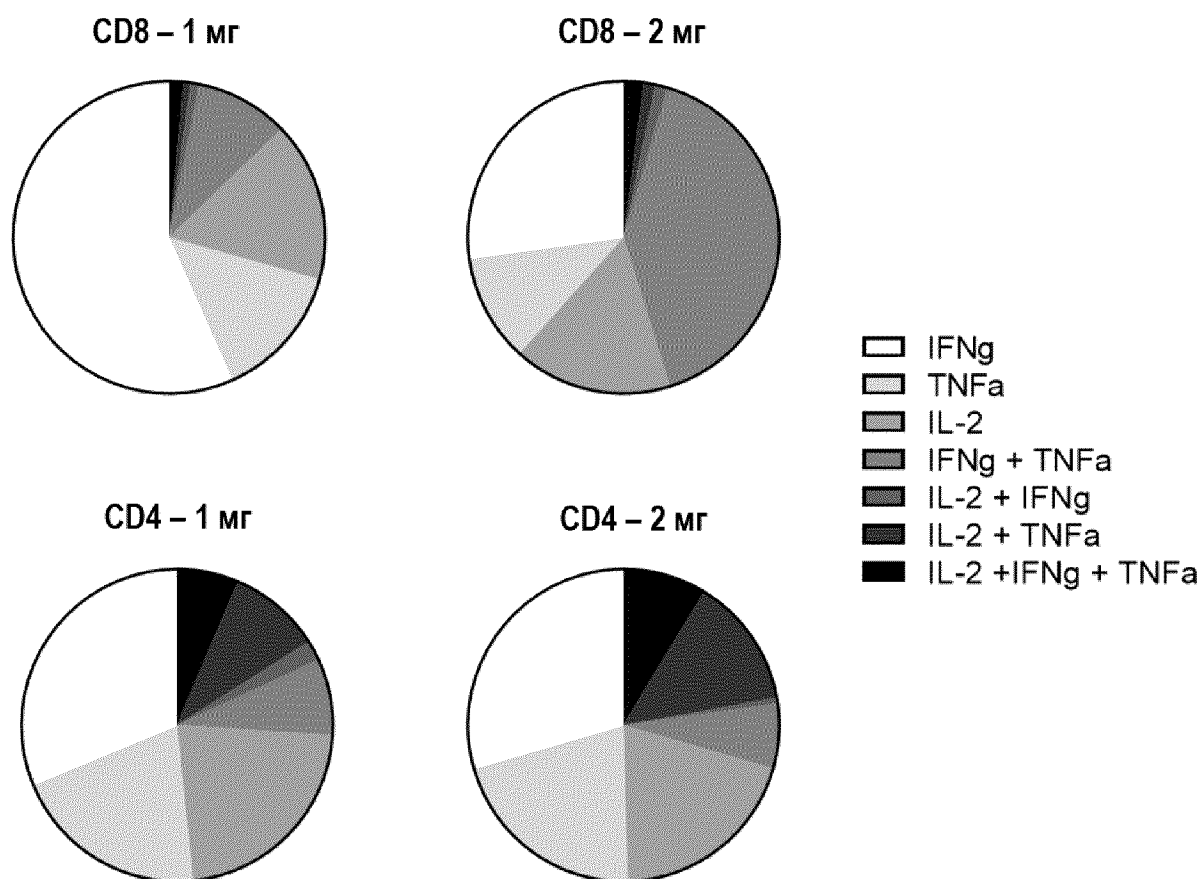 CD8 – 1 мг
CD8 – 2 мг
IFNg
TNFa
IL-2
IFNg + TNFa
IL-2 + IFNg
IL-2 + TNFa
IL-2 +IFNg + TNFa
CD4 – 1 мг
CD4 – 2 мг